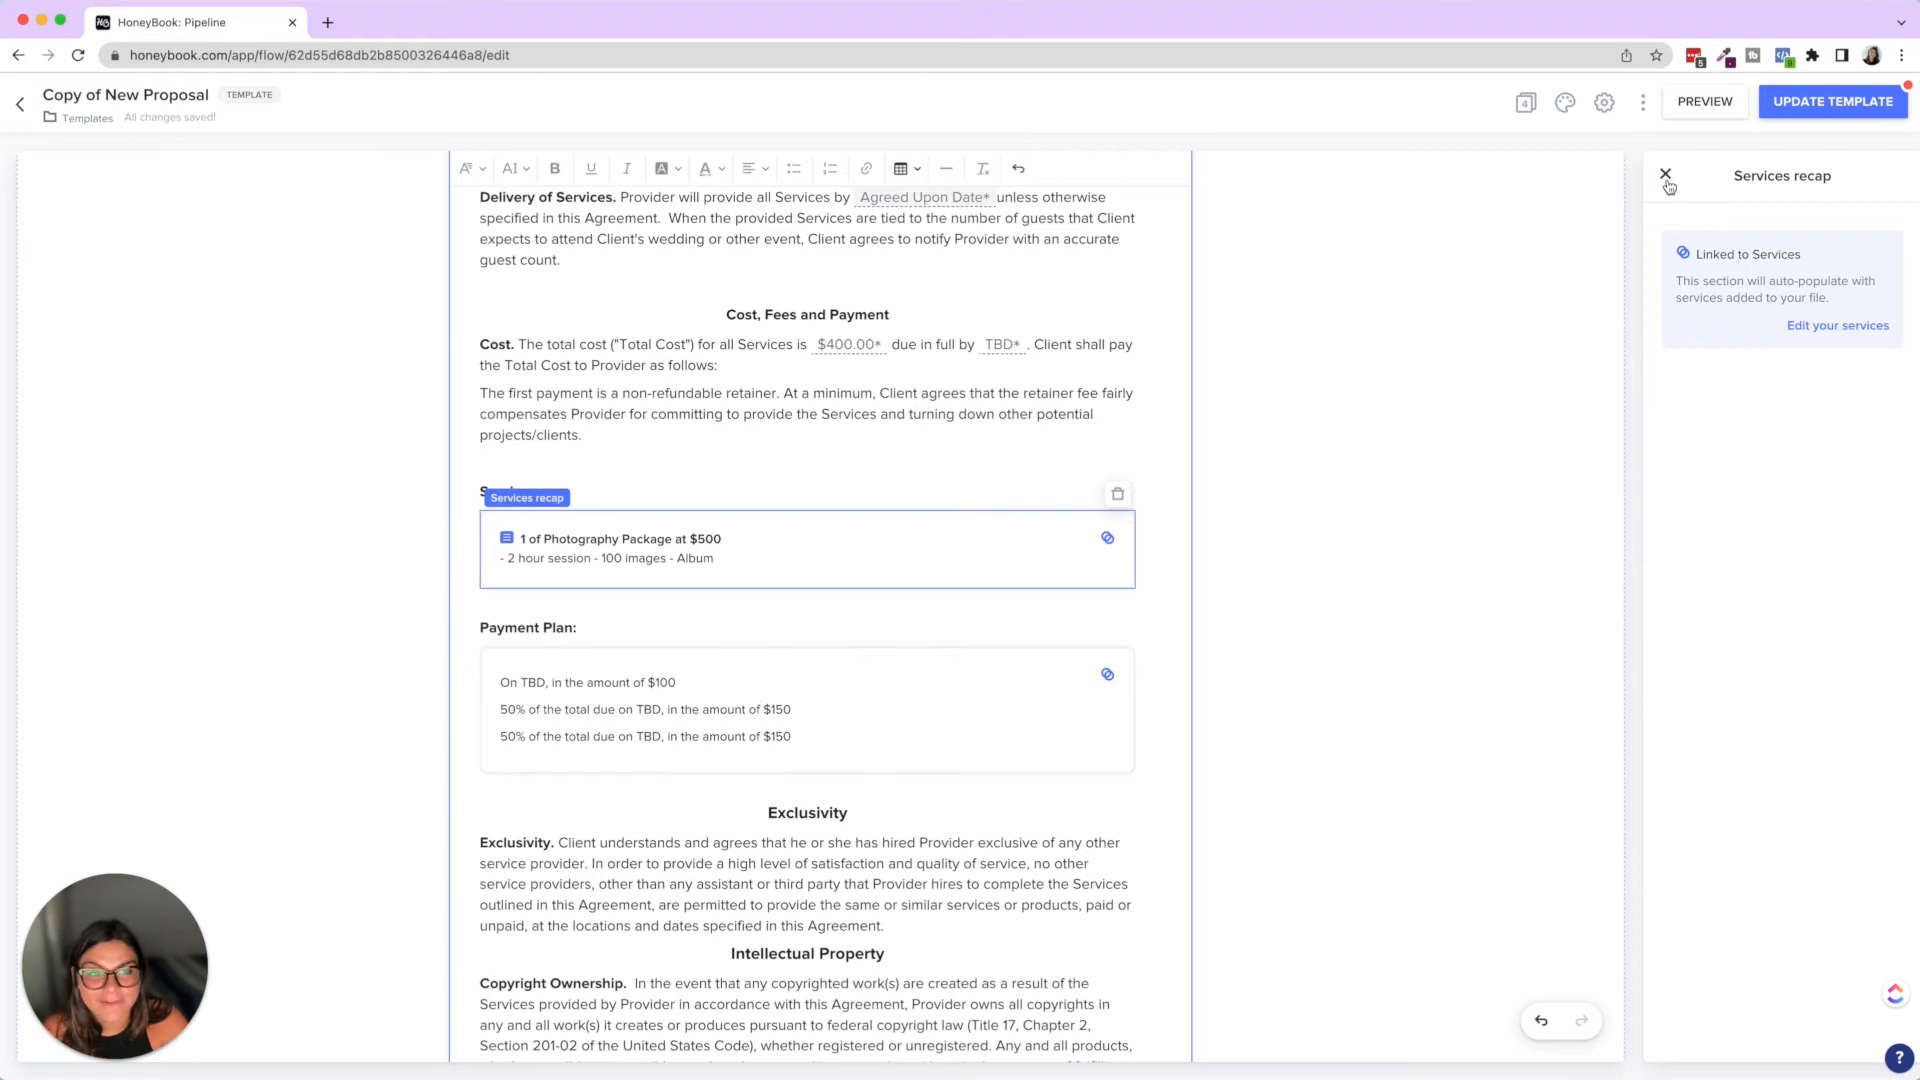 HoneyBook: Pipeline
honeybook.com/app/flow/62d55d68db2b8500326446a8/edit
Copy of New Proposal TEMPLATE
Templates All changes saved!
4
PREVIEW
UPDATE TEMPLATE
Delivery of Services. Provider will provide all Services by Agreed Upon Date* unless otherwise
specified in this Agreement. When the provided Services are tied to the number of guests that Client
expects to attend Client's wedding or other event, Client agrees to notify Provider with an accurate
guest count.
Cost, Fees and Payment
Cost. The total cost ("Total Cost") for all Services is $400.00* due in full by TBD* . Client shall pay
the Total Cost to Provider as follows:
The first payment is a non-refundable retainer. At a minimum, Client agrees that the retainer fee fairly
compensates Provider for committing to provide the Services and turning down other potential
projects/clients.
Services recap
1 of Photography Package at $500
- 2 hour session - 100 images - Album
Payment Plan:
On TBD, in the amount of $100
50% of the total due on TBD, in the amount of $150
50% of the total due on TBD, in the amount of $150
Exclusivity
Exclusivity. Client understands and agrees that he or she has hired Provider exclusive of any other
service provider. In order to provide a high level of satisfaction and quality of service, no other
service providers, other than any assistant or third party that Provider hires to complete the Services
outlined in this Agreement, are permitted to provide the same or similar services or products, paid or
unpaid, at the locations and dates specified in this Agreement.
Intellectual Property
Copyright Ownership. In the event that any copyrighted work(s) are created as a result of the
Services provided by Provider in accordance with this Agreement, Provider owns all copyrights in
any and all work(s) it creates or produces pursuant to federal copyright law (Title 17, Chapter 2,
Section 201-02 of the United States Code), whether registered or unregistered. Any and all products,
Services recap
Linked to Services
This section will auto-populate with
services added to your file.
Edit your services
?